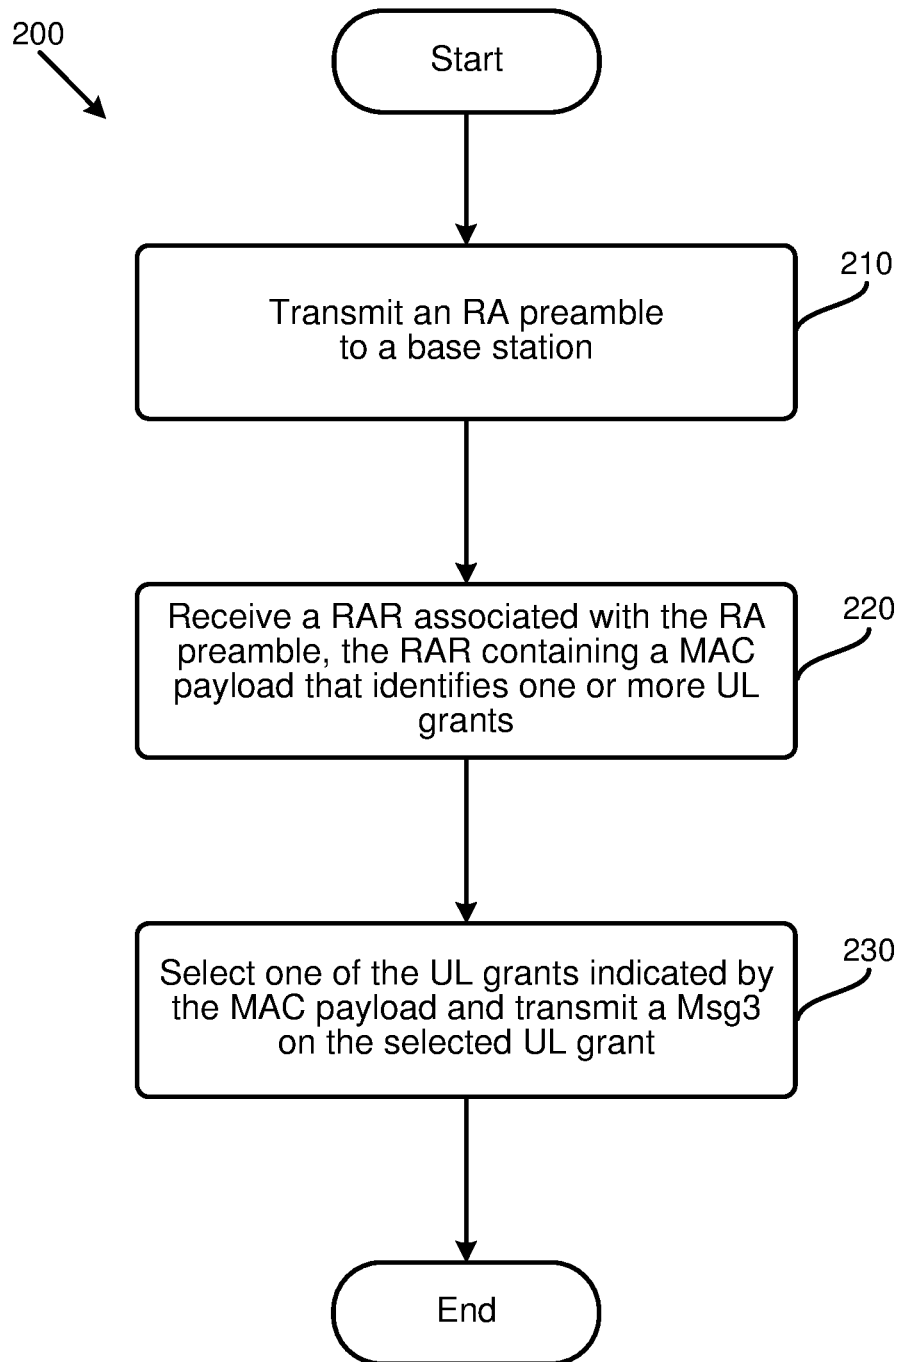 200
Start
210
Transmit an RA preamble
to a base station
220
Receive a RAR associated with the RA
preamble, the RAR containing a MAC
payload that identifies one or more UL
grants
230
Select one of the UL grants indicated by
the MAC payload and transmit a Msg3
on the selected UL grant
End